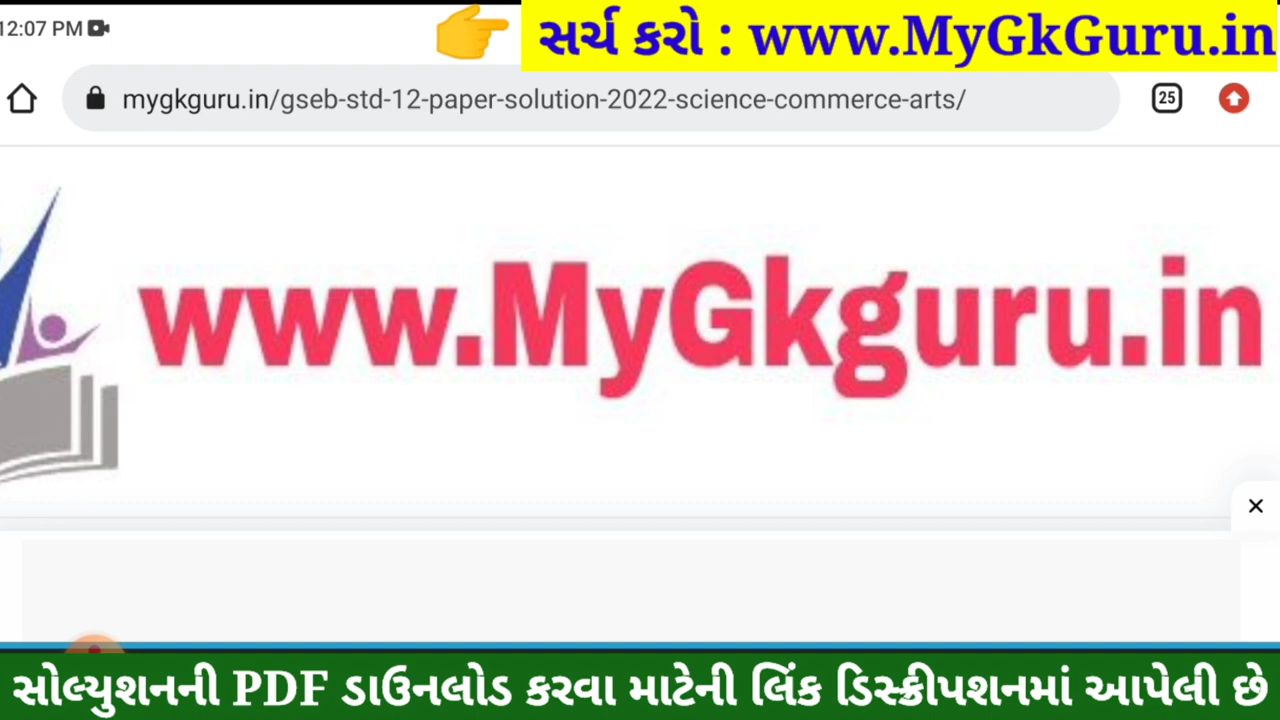 12:07 PM
સર્ચ કરો : www.MyGkGuru.in
mygkguru.in/gseb-std-12-paper-solution-2022-science-commerce-arts/
25
www.MyGkguru.in
સોલ્યુશનની PDF ડાઉનલોડ કરવા માટેની લિંક ડિસ્ક્રીપશનમાં આપેલી છે